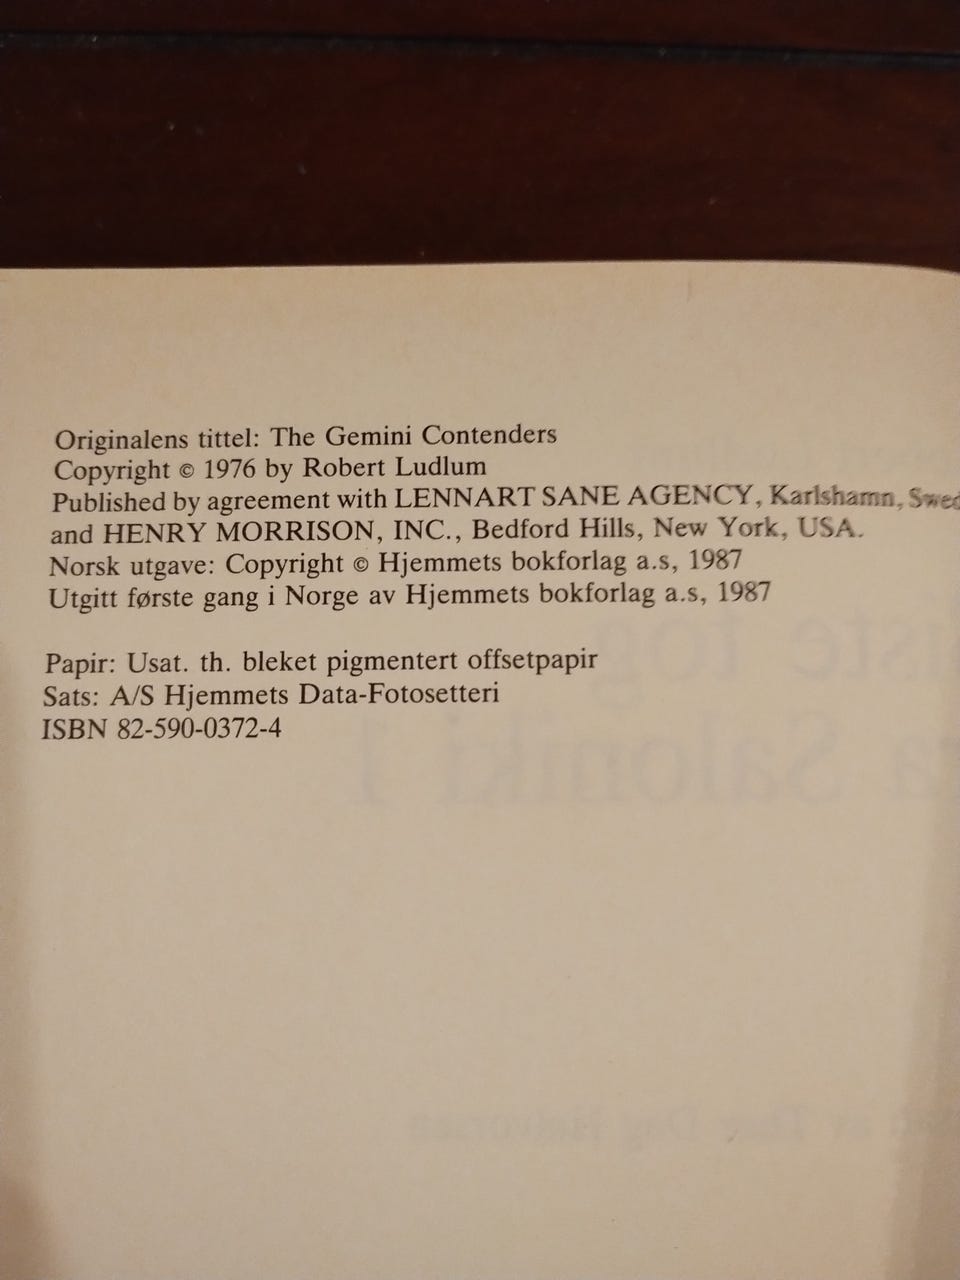 Originalens tittel: The Gemini Contenders
Copyright © 1976 by Robert Ludlum
Published by agreement with LENNART SANE AGENCY, Karlshamn,
and HENRY MORRISON, INC., Bedford Hills, New York, USA.
Norsk utgave: Copyright © Hjemmets bokforlag a.s, 1987
Utgitt første gang i Norge av Hjemmets bokforlag a.s, 1987
Papir: Usat. th. bleket pigmentert offsetpapir
Sats: A/S Hjemmets Data-Fotosetteri
ISBN 82-590-0372-4